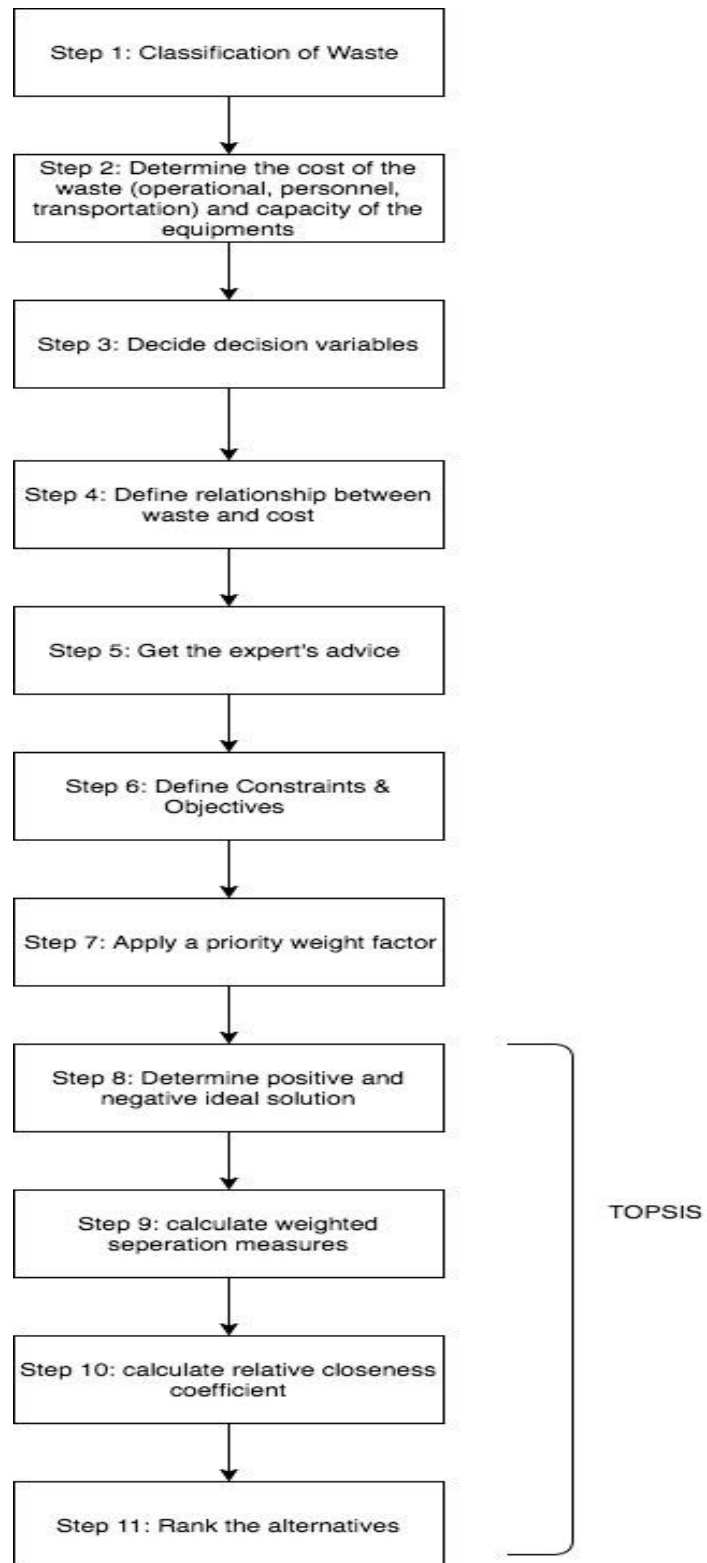 Step 1: Classification of Waste
Step 2: Determine the cost of the
waste (operational, personnel,
transportation) and capacity of the
equipments
Step 3: Decide decision variables
Step 4: Define relationship between
waste and cost
Step 5: Get the expert's advice
Step 6: Define Constraints &
Objectives
Step 7: Apply a priority weight factor
Step 8: Determine positive and
negative ideal solution
Step 9: calculate weighted
seperation measures
TOPSIS
Step 10: calculate relative closeness
coefficient
Step 11: Rank the alternatives